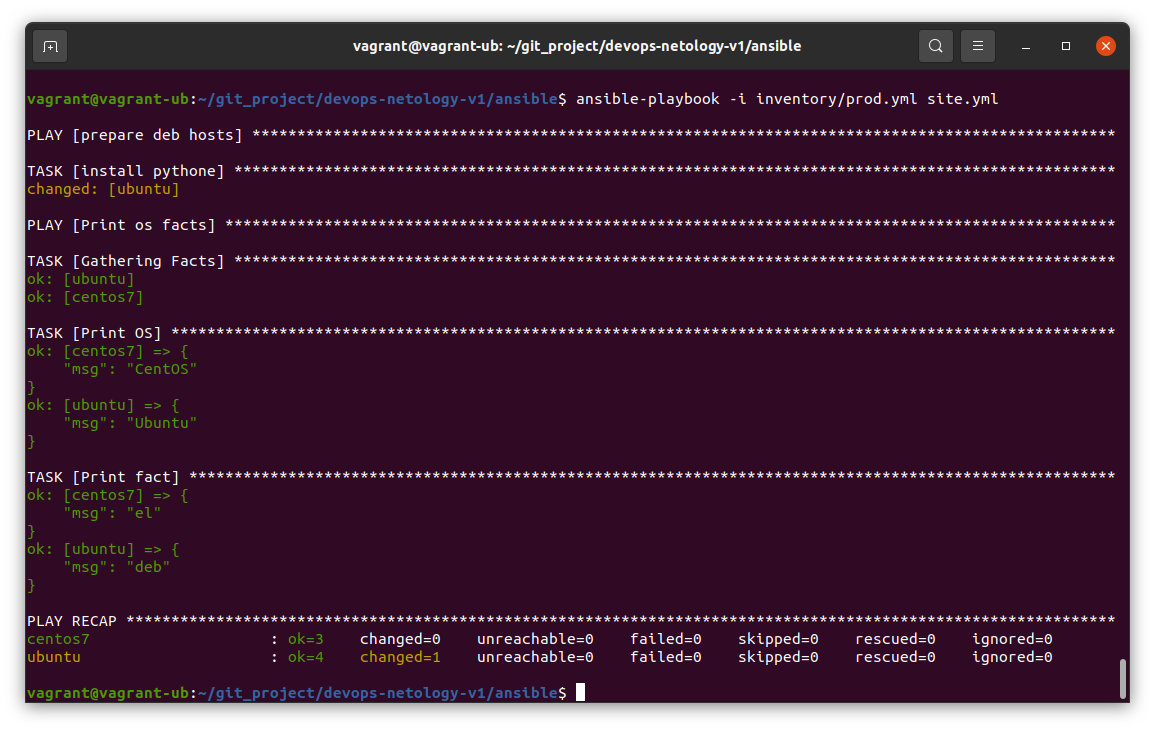 vagrant@vagrant-ub: ~/git_project/devops-netology-v1/ansible
vagrant@vagrant-ub:~/git_project/devops-netology-v1/ansible$ ansible-playbook -i inventory/prod.yml site.yml
PLAY [prepare deb hosts] ************************************************************************************************
TASK [install pythone] **************************************************************************************************
changed: [ubuntu]
PLAY [Print os facts] ***************************************************************************************************
TASK [Gathering Facts] **************************************************************************************************
ok: [ubuntu]
ok: [centos7]
TASK [Print OS] *********************************************************************************************************
ok: [centos7] => {
    "msg": "CentOS"
}
ok: [ubuntu] => {
    "msg": "Ubuntu"
}
TASK [Print fact] *******************************************************************************************************
ok: [centos7] => {
    "msg": "el"
}
ok: [ubuntu] => {
    "msg": "deb"
}
PLAY RECAP **************************************************************************************************************
centos7                    : ok=3    changed=0    unreachable=0    failed=0    skipped=0    rescued=0    ignored=0
ubuntu                     : ok=4    changed=1    unreachable=0    failed=0    skipped=0    rescued=0    ignored=0
vagrant@vagrant-ub:~/git_project/devops-netology-v1/ansible$